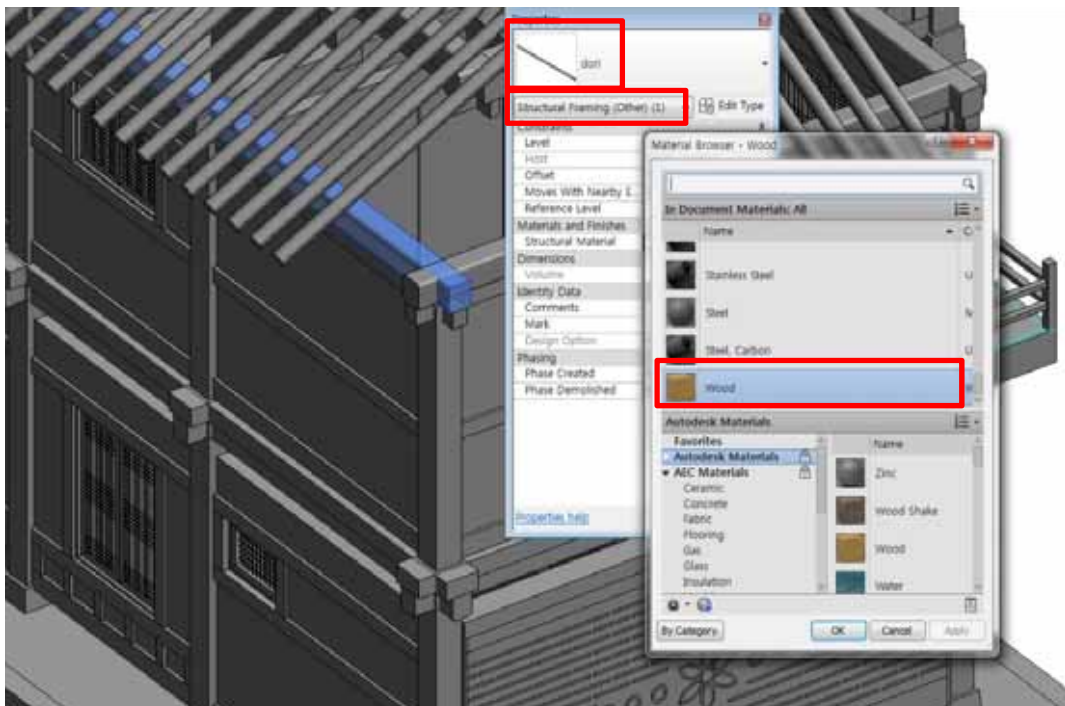 Properties
dori
Structural Framing (Other) (1)
Edit Type
Constraints
Level
Host
Offset
Moves With Nearby E...
Reference Level
Materials and Finishes
Structural Material
Dimensions
Volume
Identity Data
Comments
Mark
Design Option
Phasing
Phase Created
Phase Demolished
Properties help
Material Browser - Wood
In Document Materials: All
Name
Stainless Steel
Steel
Steel, Carbon
Wood
Autodesk Materials
Favorites
Autodesk Materials
AEC Materials
Ceramic
Concrete
Fabric
Flooring
Gas
Glass
Insulation
Name
Zinc
Wood Shake
Wood
Water
By Category
OK
Cancel
Apply